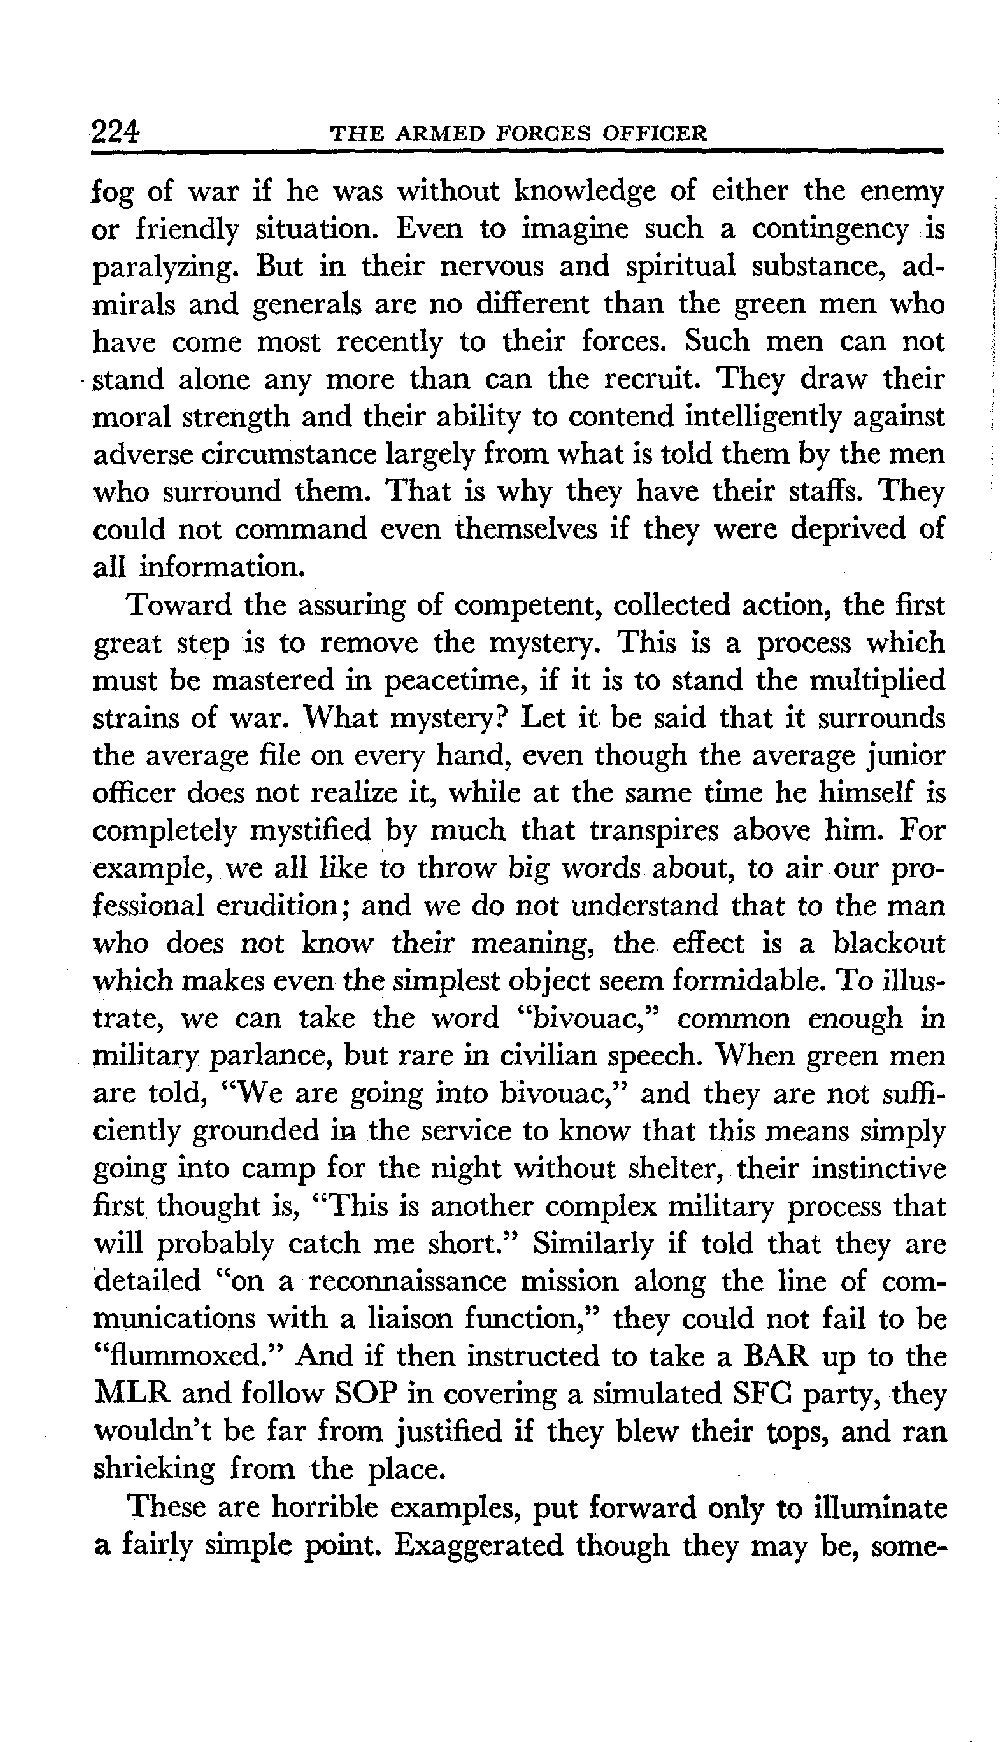 224 THE ARMED FORCES OFFICER
fog of war if he was without knowledge of either the enemy
or friendly situation. Even to imagine such a contingency is
paralyzing. But in their nervous and spiritual substance, ad-
mirals and generals are no different than the green men who
have come most recently to their forces. Such men can not
stand alone any more than can the recruit. They draw their
moral strength and their ability to contend intelligently against
adverse circumstance largely from what is told them by the men
who surround them. That is why they have their staffs. They
could not command even themselves if they were deprived of
all information.
Toward the assuring of competent, collected action, the first
great step is to remove the mystery. This is a process which
must be mastered in peacetime, if it is to stand the multiplied
strains of war. What mystery? Let it be said that it surrounds
the average file on every hand, even though the average junior
officer does not realize it, while at the same time he himself is
completely mystified by much that transpires above him. For
example, we all like to throw big words about, to air our pro-
fessional erudition; and we do not understand that to the man
who does not know their meaning, the effect is a blackout
which makes even the simplest object seem formidable. To illus-
trate, we can take the word "bivouac," common enough in
military parlance, but rare in civilian speech. When green men
are told, "We are going into bivouac," and they are not suffi-
ciently grounded in the service to know that this means simply
going into camp for the night without shelter, their instinctive
first thought is, "This is another complex military process that
will probably catch me short." Similarly if told that they are
detailed "on a reconnaissance mission along the line of com-
munications with a liaison function," they could not fail to be
"flummoxed." And if then instructed to take a BAR up to the
MLR and follow SOP in covering a simulated SFC party, they
wouldn't be far from justified if they blew their tops, and ran
shrieking from the place.
These are horrible examples, put forward only to illuminate
a fairly simple point. Exaggerated though they may be, some-